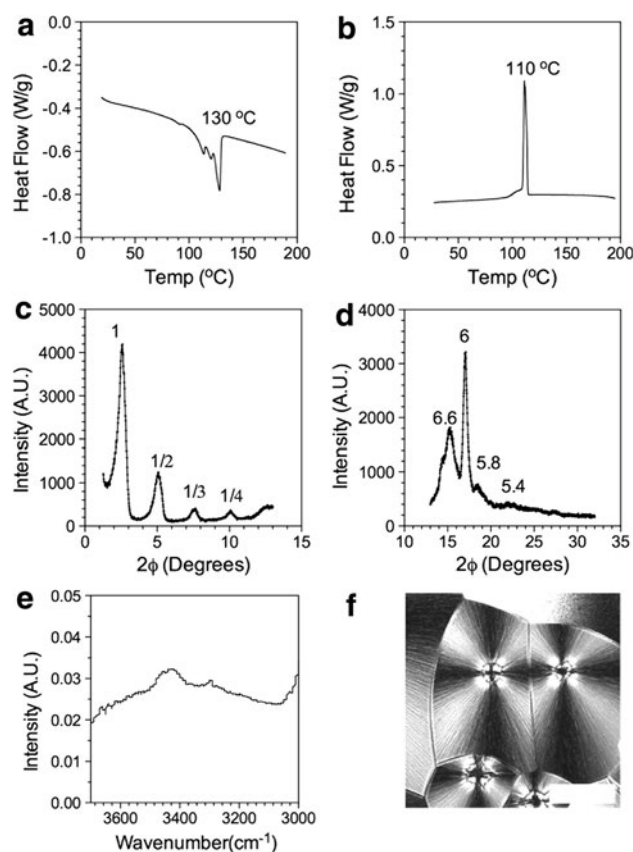 a
0.0
-0.2
-0.4
-0.6
-0.8
-1.0
Heat Flow (W/g)
130 ºC
0 50 100 150 200
Temp (ºC)
b
1.5
1.0
0.5
0.0
Heat Flow (W/g)
110 ºC
0 50 100 150 200
Temp (ºC)
c
5000
4000
3000
2000
1000
0
Intensity (A.U.)
1
1/2
1/3
1/4
0 5 10 15
2ϕ (Degrees)
d
4000
3000
2000
1000
0
Intensity (A.U.)
6
6.6
5.8
5.4
10 15 20 25 30 35
2ϕ (Degrees)
e
0.05
0.04
0.03
0.02
0.01
0.00
Intensity (A.U.)
3600 3400 3200 3000
Wavenumber(cm-1)
f